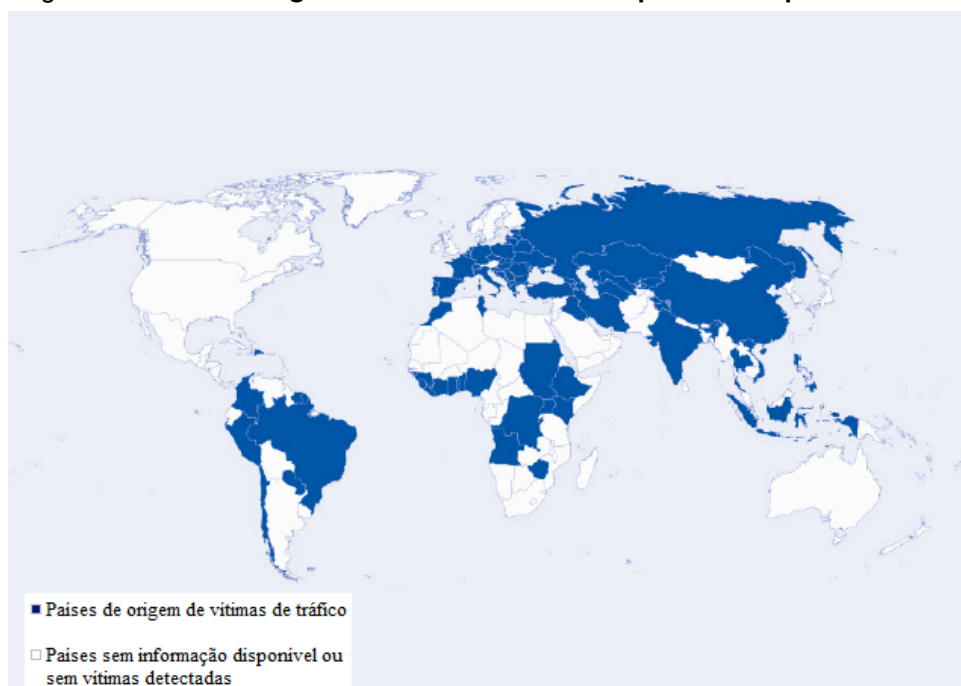 Países de origem de vítimas de tráfico
Países sem informação disponível ou
sem vítimas detectadas